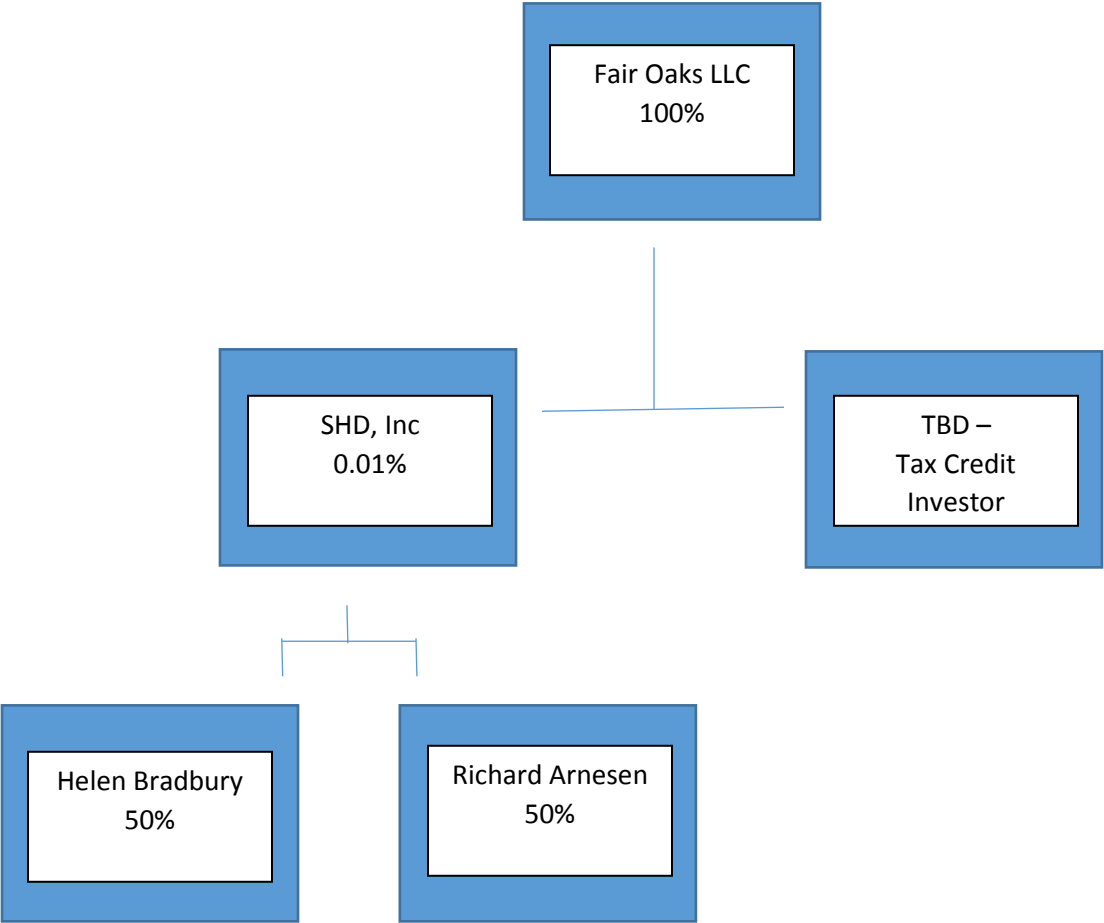 Fair Oaks LLC
100%
SHD, Inc
0.01%
TBD –
Tax Credit
Investor
Helen Bradbury
50%
Richard Arnesen
50%